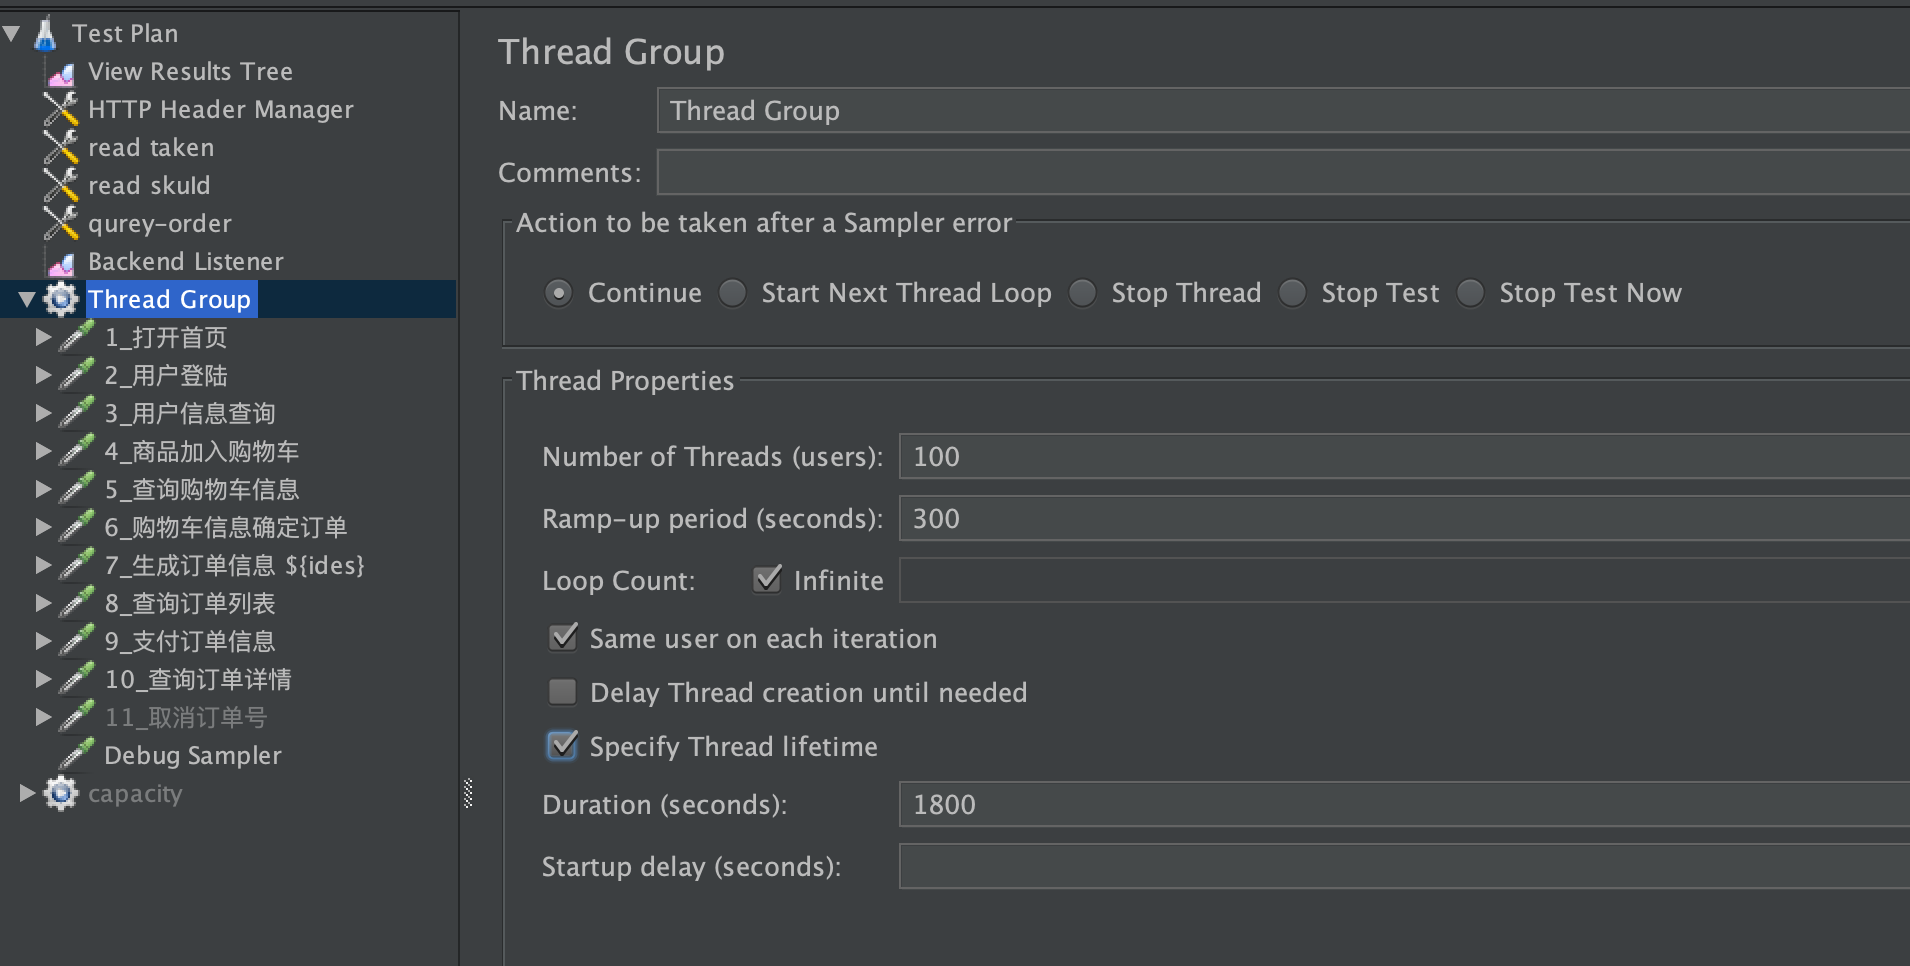 Test Plan
View Results Tree
HTTP Header Manager
read taken
read skuId
qurey-order
Backend Listener
Thread Group
1_打开首页
2_用户登陆
3_用户信息查询
4_商品加入购物车
5_查询购物车信息
6_购物车信息确定订单
7_生成订单信息 ${ides}
8_查询订单列表
9_支付订单信息
10_查询订单详情
11_取消订单号
Debug Sampler
capacity
Thread Group
Name: Thread Group
Comments:
Action to be taken after a Sampler error
Continue Start Next Thread Loop Stop Thread Stop Test Stop Test Now
Thread Properties
Number of Threads (users): 100
Ramp-up period (seconds): 300
Loop Count: Infinite
Same user on each iteration
Delay Thread creation until needed
Specify Thread lifetime
Duration (seconds): 1800
Startup delay (seconds):